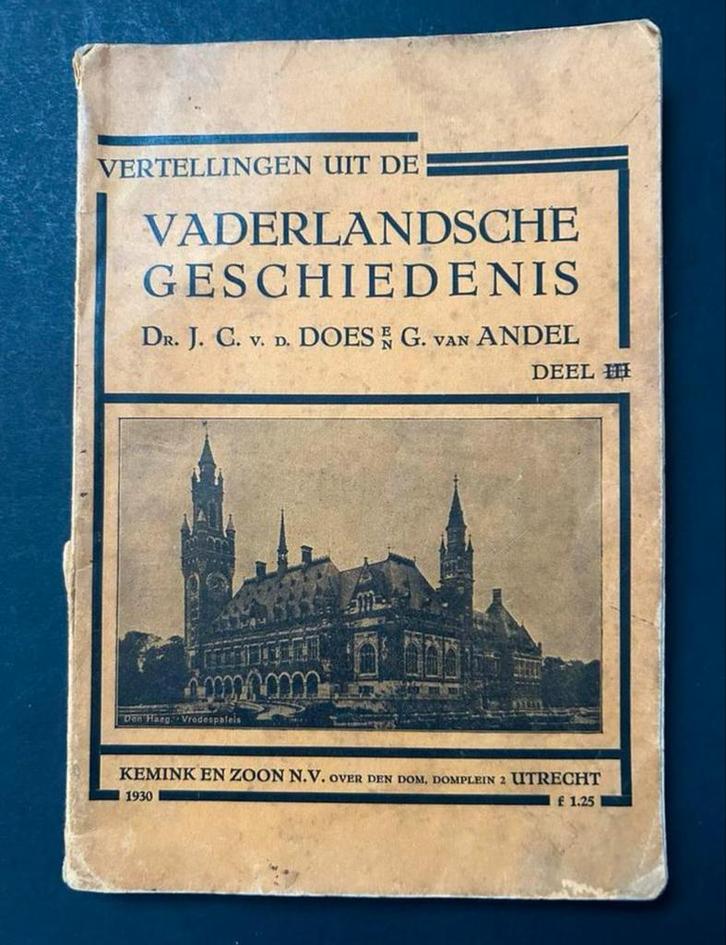 VERTELLINGEN UIT DE
VADERLANDSCHE
GESCHIEDENIS
DR. J. C. V. D. DOES EN G. VAN ANDEL
DEEL III
Den Haag. - Vredespaleis
KEMINK EN ZOON N.V. OVER DEN DOM, DOMPLEIN 2 UTRECHT
1930
f 1.25